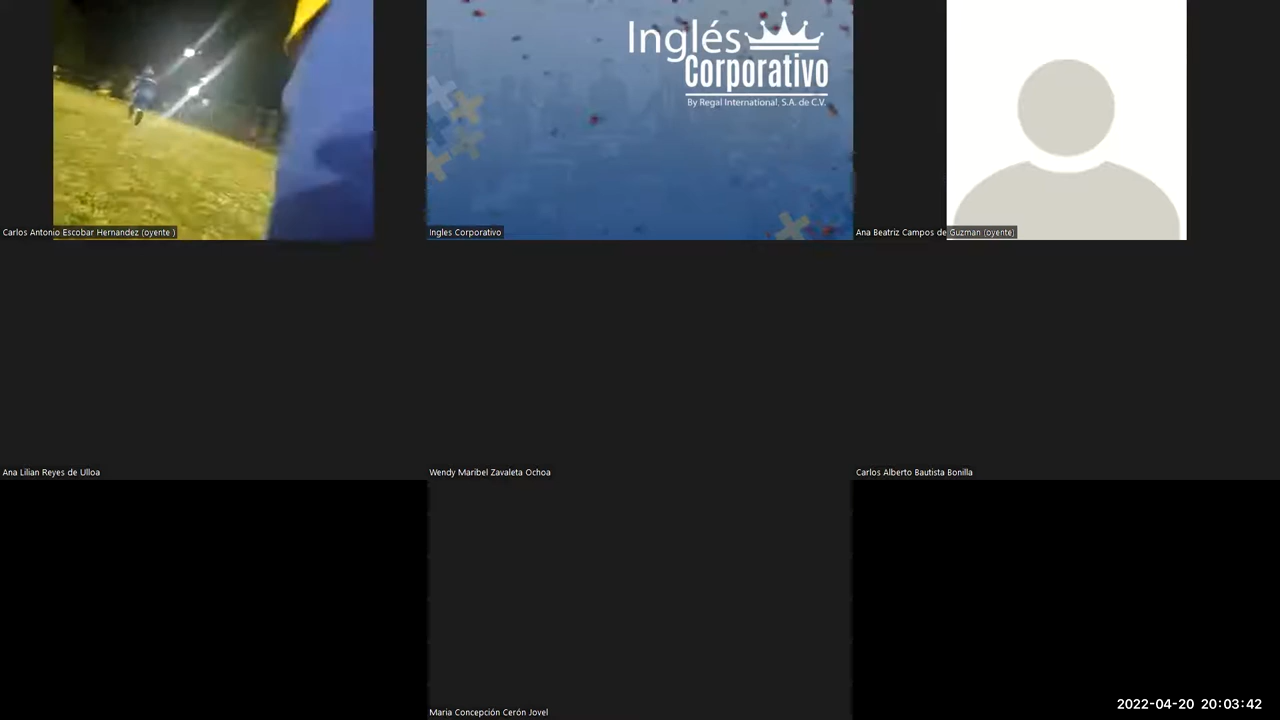 Inglés
Corporativo
By Regal International, S.A. de C.V.
Carlos Antonio Escobar Hernandez (oyente )
Ingles Corporativo
Ana Beatriz Campos de Guzman (oyente)
Ana Lilian Reyes de Ulloa
Wendy Maribel Zavaleta Ochoa
Carlos Alberto Bautista Bonilla
Maria Concepción Cerón Jovel
2022-04-20 20:03:42